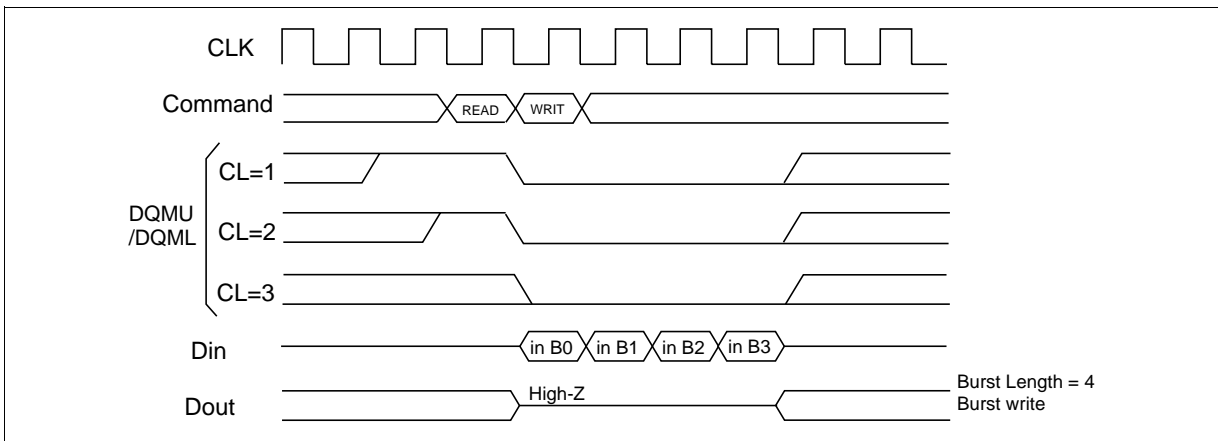 CLK
Command
READ
WRIT
DQMU
/DQML
CL=1
CL=2
CL=3
Din
in B0
in B1
in B2
in B3
Dout
High-Z
Burst Length = 4
Burst write